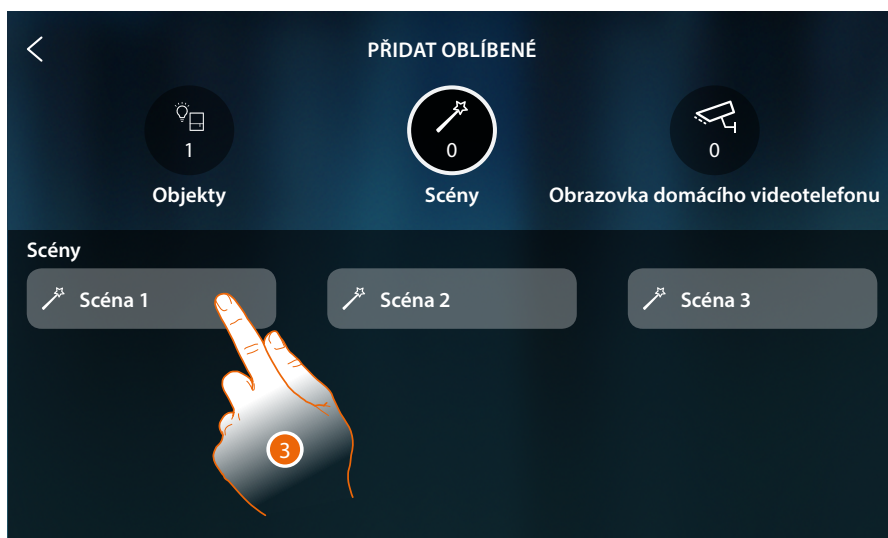 PŘIDAT OBLÍBENÉ
1
0
0
Objekty
Scény
Obrazovka domácího videotelefonu
Scény
Scéna 1
Scéna 2
Scéna 3
3